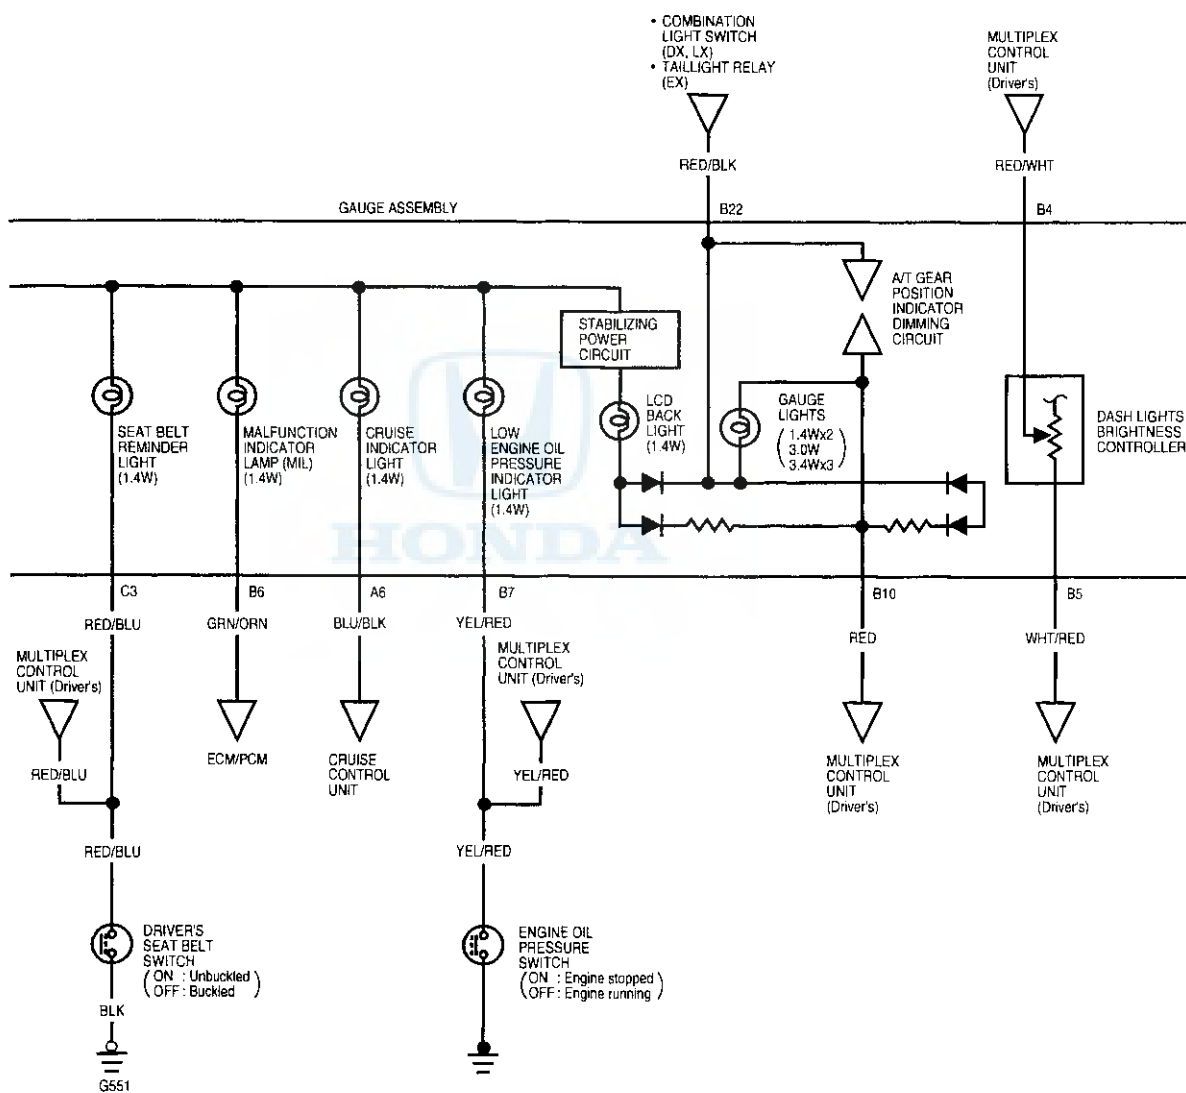 • COMBINATION
LIGHT SWITCH
(DX, LX)
• TAILLIGHT RELAY
(EX)
MULTIPLEX
CONTROL
UNIT
(Driver's)
RED/BLK
RED/WHT
GAUGE ASSEMBLY
B22
B4
A/T GEAR
POSITION
INDICATOR
DIMMING
CIRCUIT
STABILIZING
POWER
CIRCUIT
SEAT BELT
REMINDER
LIGHT
(1.4W)
MALFUNCTION
INDICATOR
LAMP (MIL)
(1.4W)
CRUISE
INDICATOR
LIGHT
(1.4W)
LOW
ENGINE OIL
PRESSURE
INDICATOR
LIGHT
(1.4W)
LCD
BACK
LIGHT
(1.4W)
GAUGE
LIGHTS
(1.4Wx2
3.0W
3.4Wx3)
DASH LIGHTS
BRIGHTNESS
CONTROLLER
HONDA
C3
B6
A6
B7
B10
B5
RED/BLU
GRN/ORN
BLU/BLK
YEL/RED
RED
WHT/RED
MULTIPLEX
CONTROL
UNIT (Driver's)
MULTIPLEX
CONTROL
UNIT (Driver's)
RED/BLU
ECM/PCM
CRUISE
CONTROL
UNIT
YEL/RED
MULTIPLEX
CONTROL
UNIT
(Driver's)
MULTIPLEX
CONTROL
UNIT
(Driver's)
RED/BLU
YEL/RED
DRIVER'S
SEAT BELT
SWITCH
(ON : Unbuckled
OFF : Buckled)
ENGINE OIL
PRESSURE
SWITCH
(ON : Engine stopped
OFF : Engine running)
BLK
G551